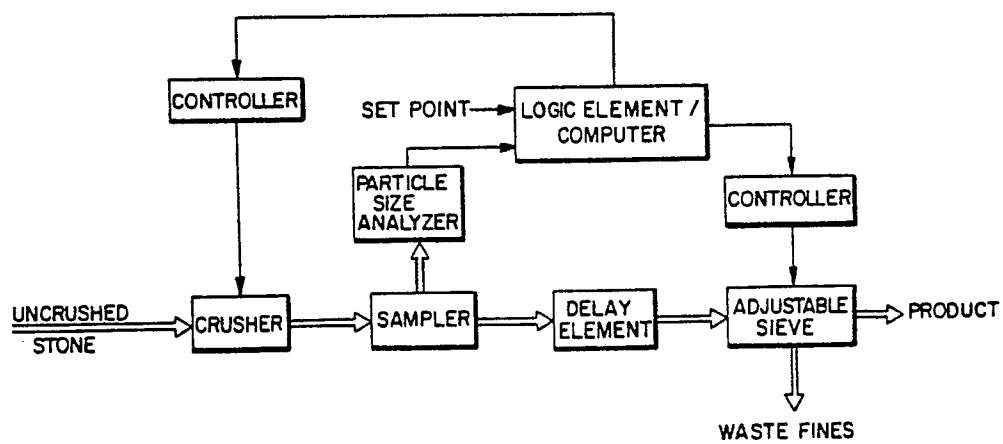 CONTROLLER
SET POINT
LOGIC ELEMENT /
COMPUTER
PARTICLE
SIZE
ANALYZER
CONTROLLER
UNCRUSHED
STONE
CRUSHER
SAMPLER
DELAY
ELEMENT
ADJUSTABLE
SIEVE
PRODUCT
WASTE FINES